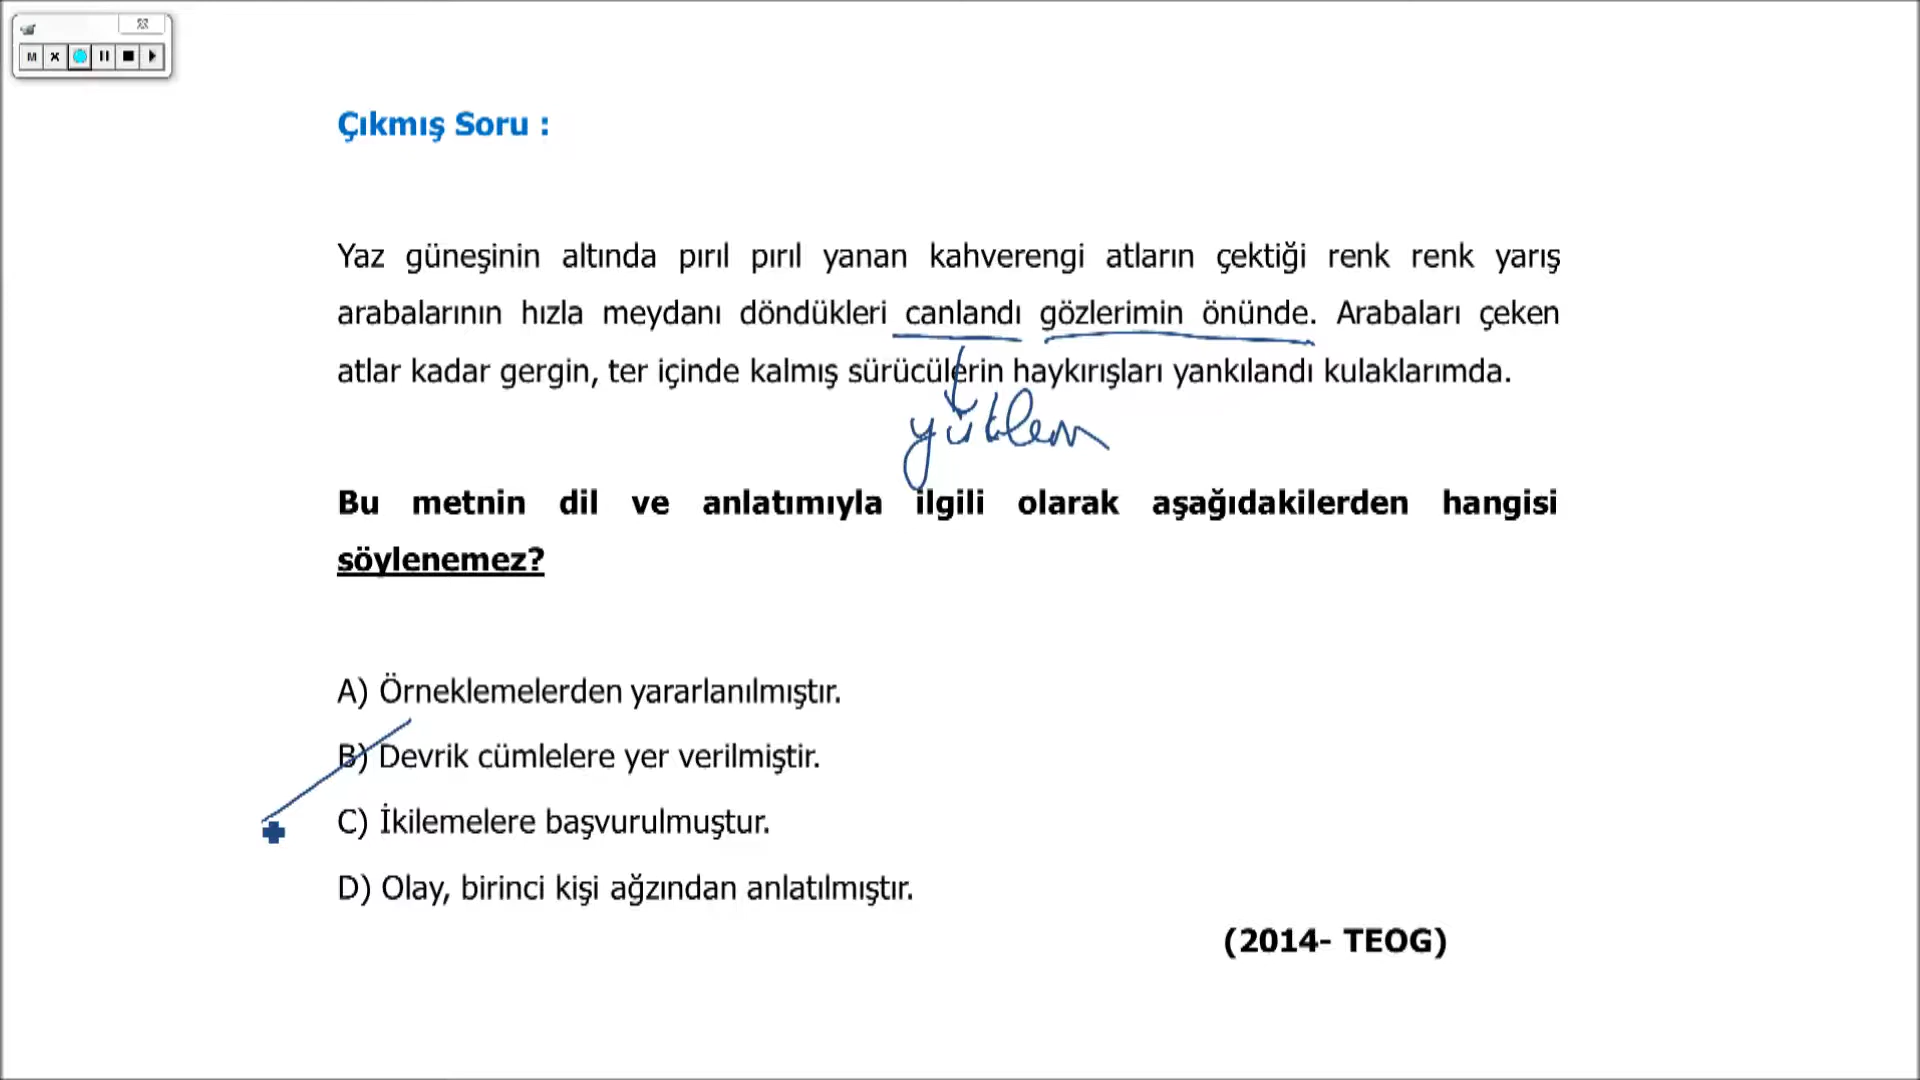 M
Çıkmış Soru :
Yaz güneşinin altında pırıl pırıl yanan kahverengi atların çektiği renk renk yarış
arabalarının hızla meydanı döndükleri canlandı gözlerimin önünde. Arabaları çeken
atlar kadar gergin, ter içinde kalmış sürücülerin haykırışları yankılandı kulaklarımda.
yüklem
Bu metnin dil ve anlatımıyla ilgili olarak aşağıdakilerden hangisi
söylenemez?
A) Örneklemelerden yararlanılmıştır.
B) Devrik cümlelere yer verilmiştir.
C) İkilemelere başvurulmuştur.
D) Olay, birinci kişi ağzından anlatılmıştır.
(2014- TEOG)